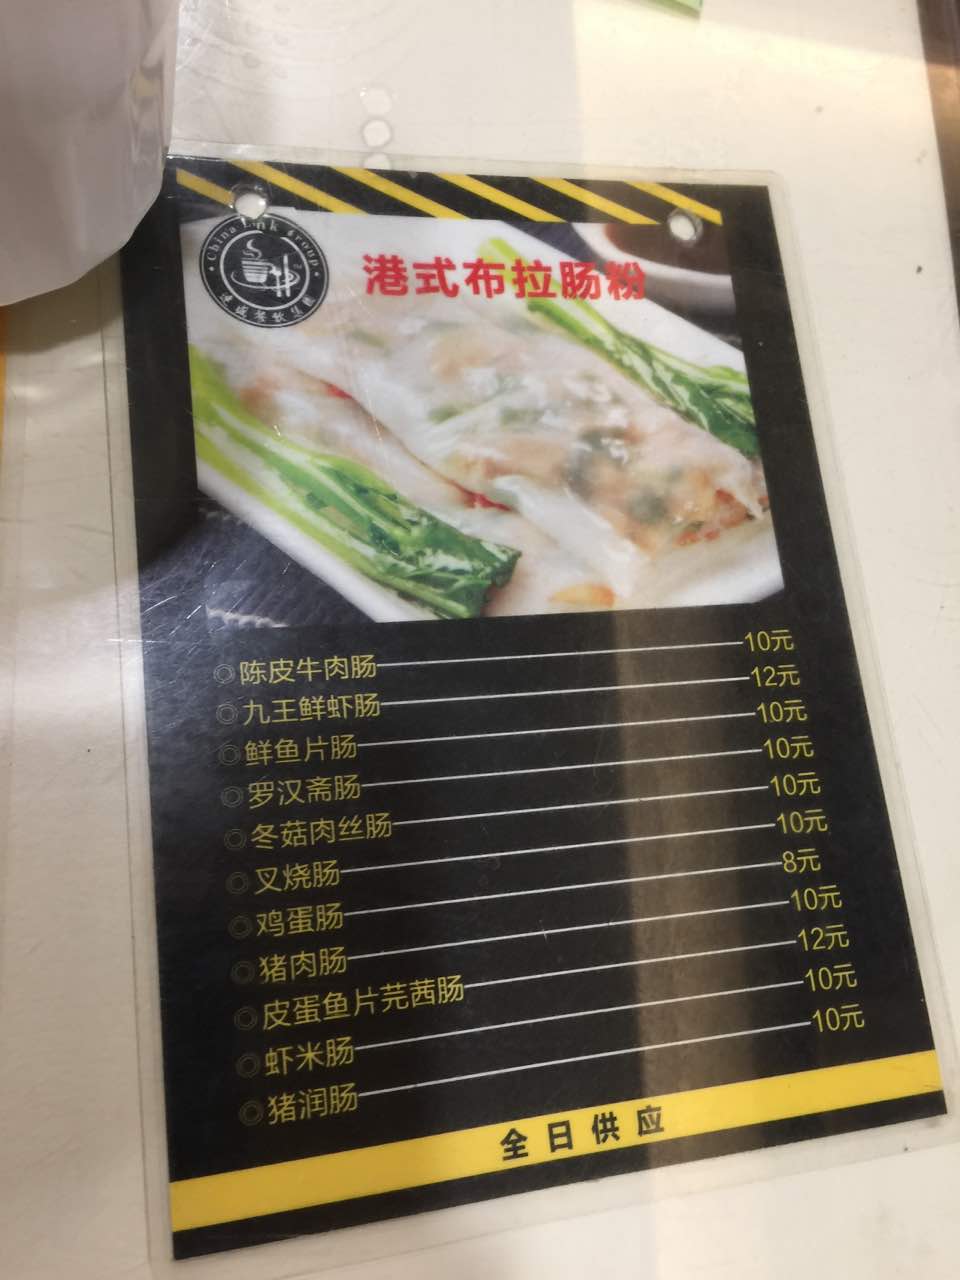 China Link Group
港式布拉肠粉
◎陈皮牛肉肠 10元
◎九王鲜虾肠 12元
◎鲜鱼片肠 10元
◎罗汉斋肠 10元
◎冬菇肉丝肠 10元
◎叉烧肠 10元
◎鸡蛋肠 8元
◎猪肉肠 10元
◎皮蛋鱼片芫茜肠 12元
◎虾米肠 10元
◎猪润肠 10元
全日供应